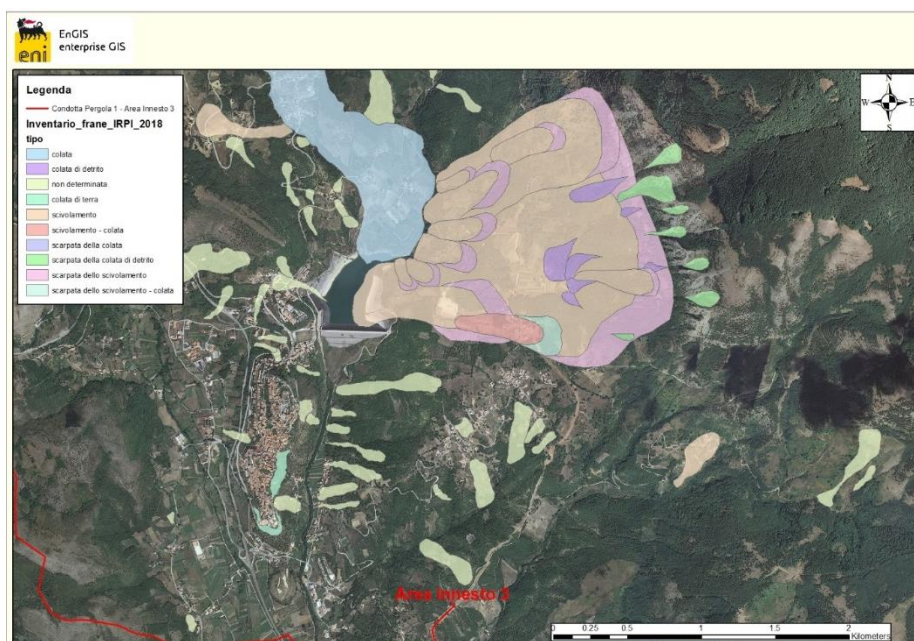 EnGIS
enterprise GIS
eni
Legenda
Condotta Pergola 1 - Area Innesto 3
Inventario_frane_IRPI_2018
tipo
colata
colata di detrito
non determinata
colata di terra
scivolamento
scivolamento - colata
scarpata della colata
scarpata della colata di detrito
scarpata dello scivolamento
scarpata dello scivolamento - colata
N
W E
S
Area Innesto 3
0 0.25 0.5 1 1.5 2
Kilometers